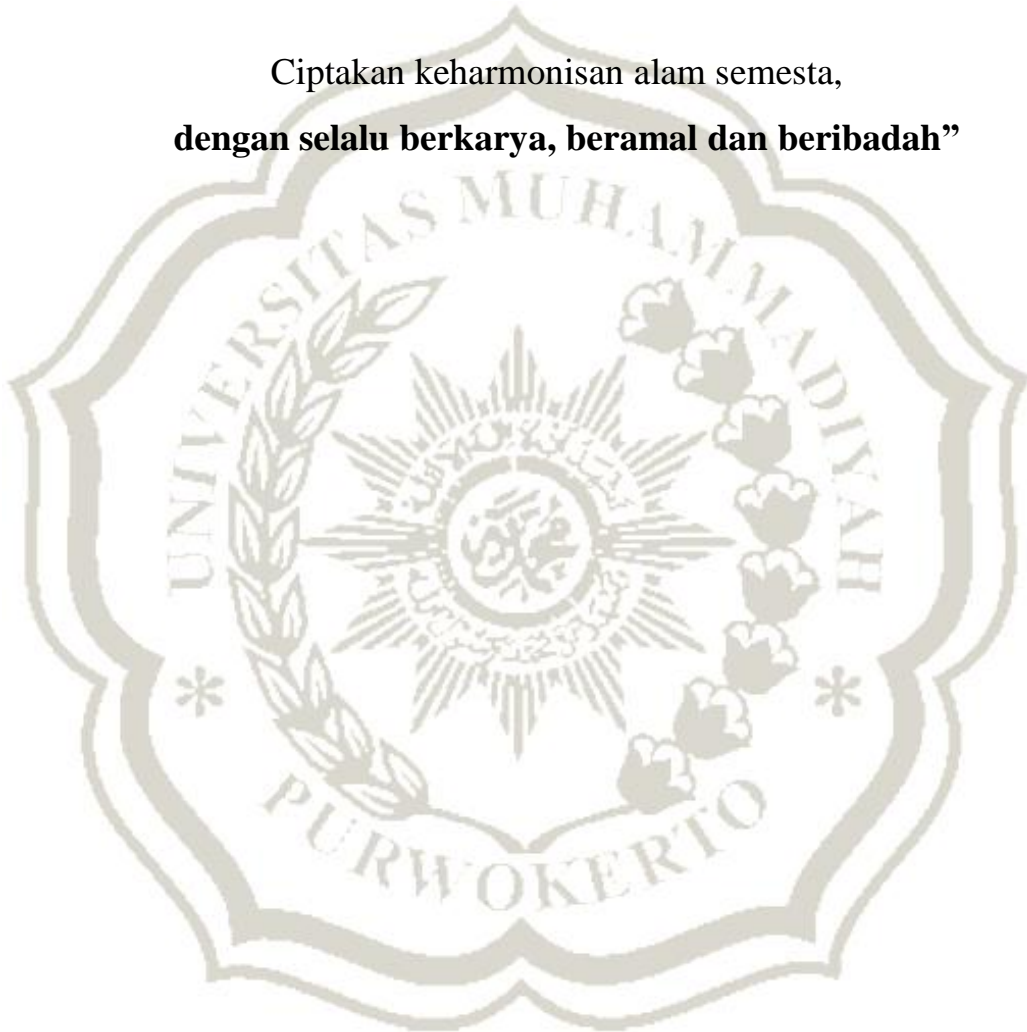 Ciptakan keharmonisan alam semesta,
dengan selalu berkarya, beramal dan beribadah”
UNIVERSITAS MUHAMMADIYAH
* PURWOKERTO *